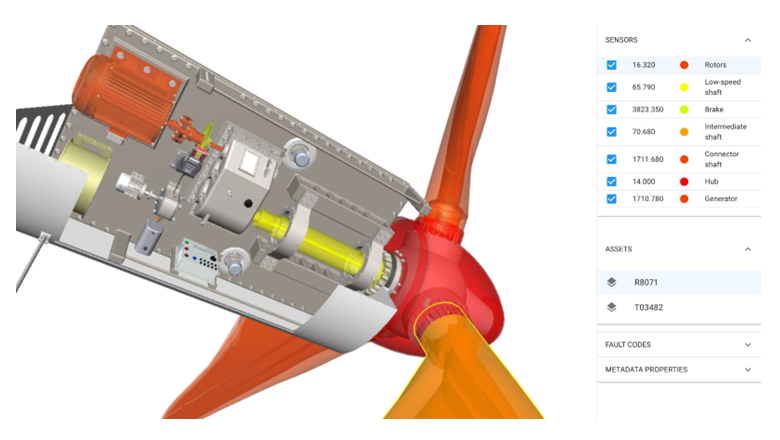 SENSORS
16.320 Rotors
65.790 Low-speed
shaft
3823.350 Brake
70.680 Intermediate
shaft
1711.680 Connector
shaft
14.000 Hub
1710.780 Generator
ASSETS
R8071
T03482
FAULT CODES
METADATA PROPERTIES